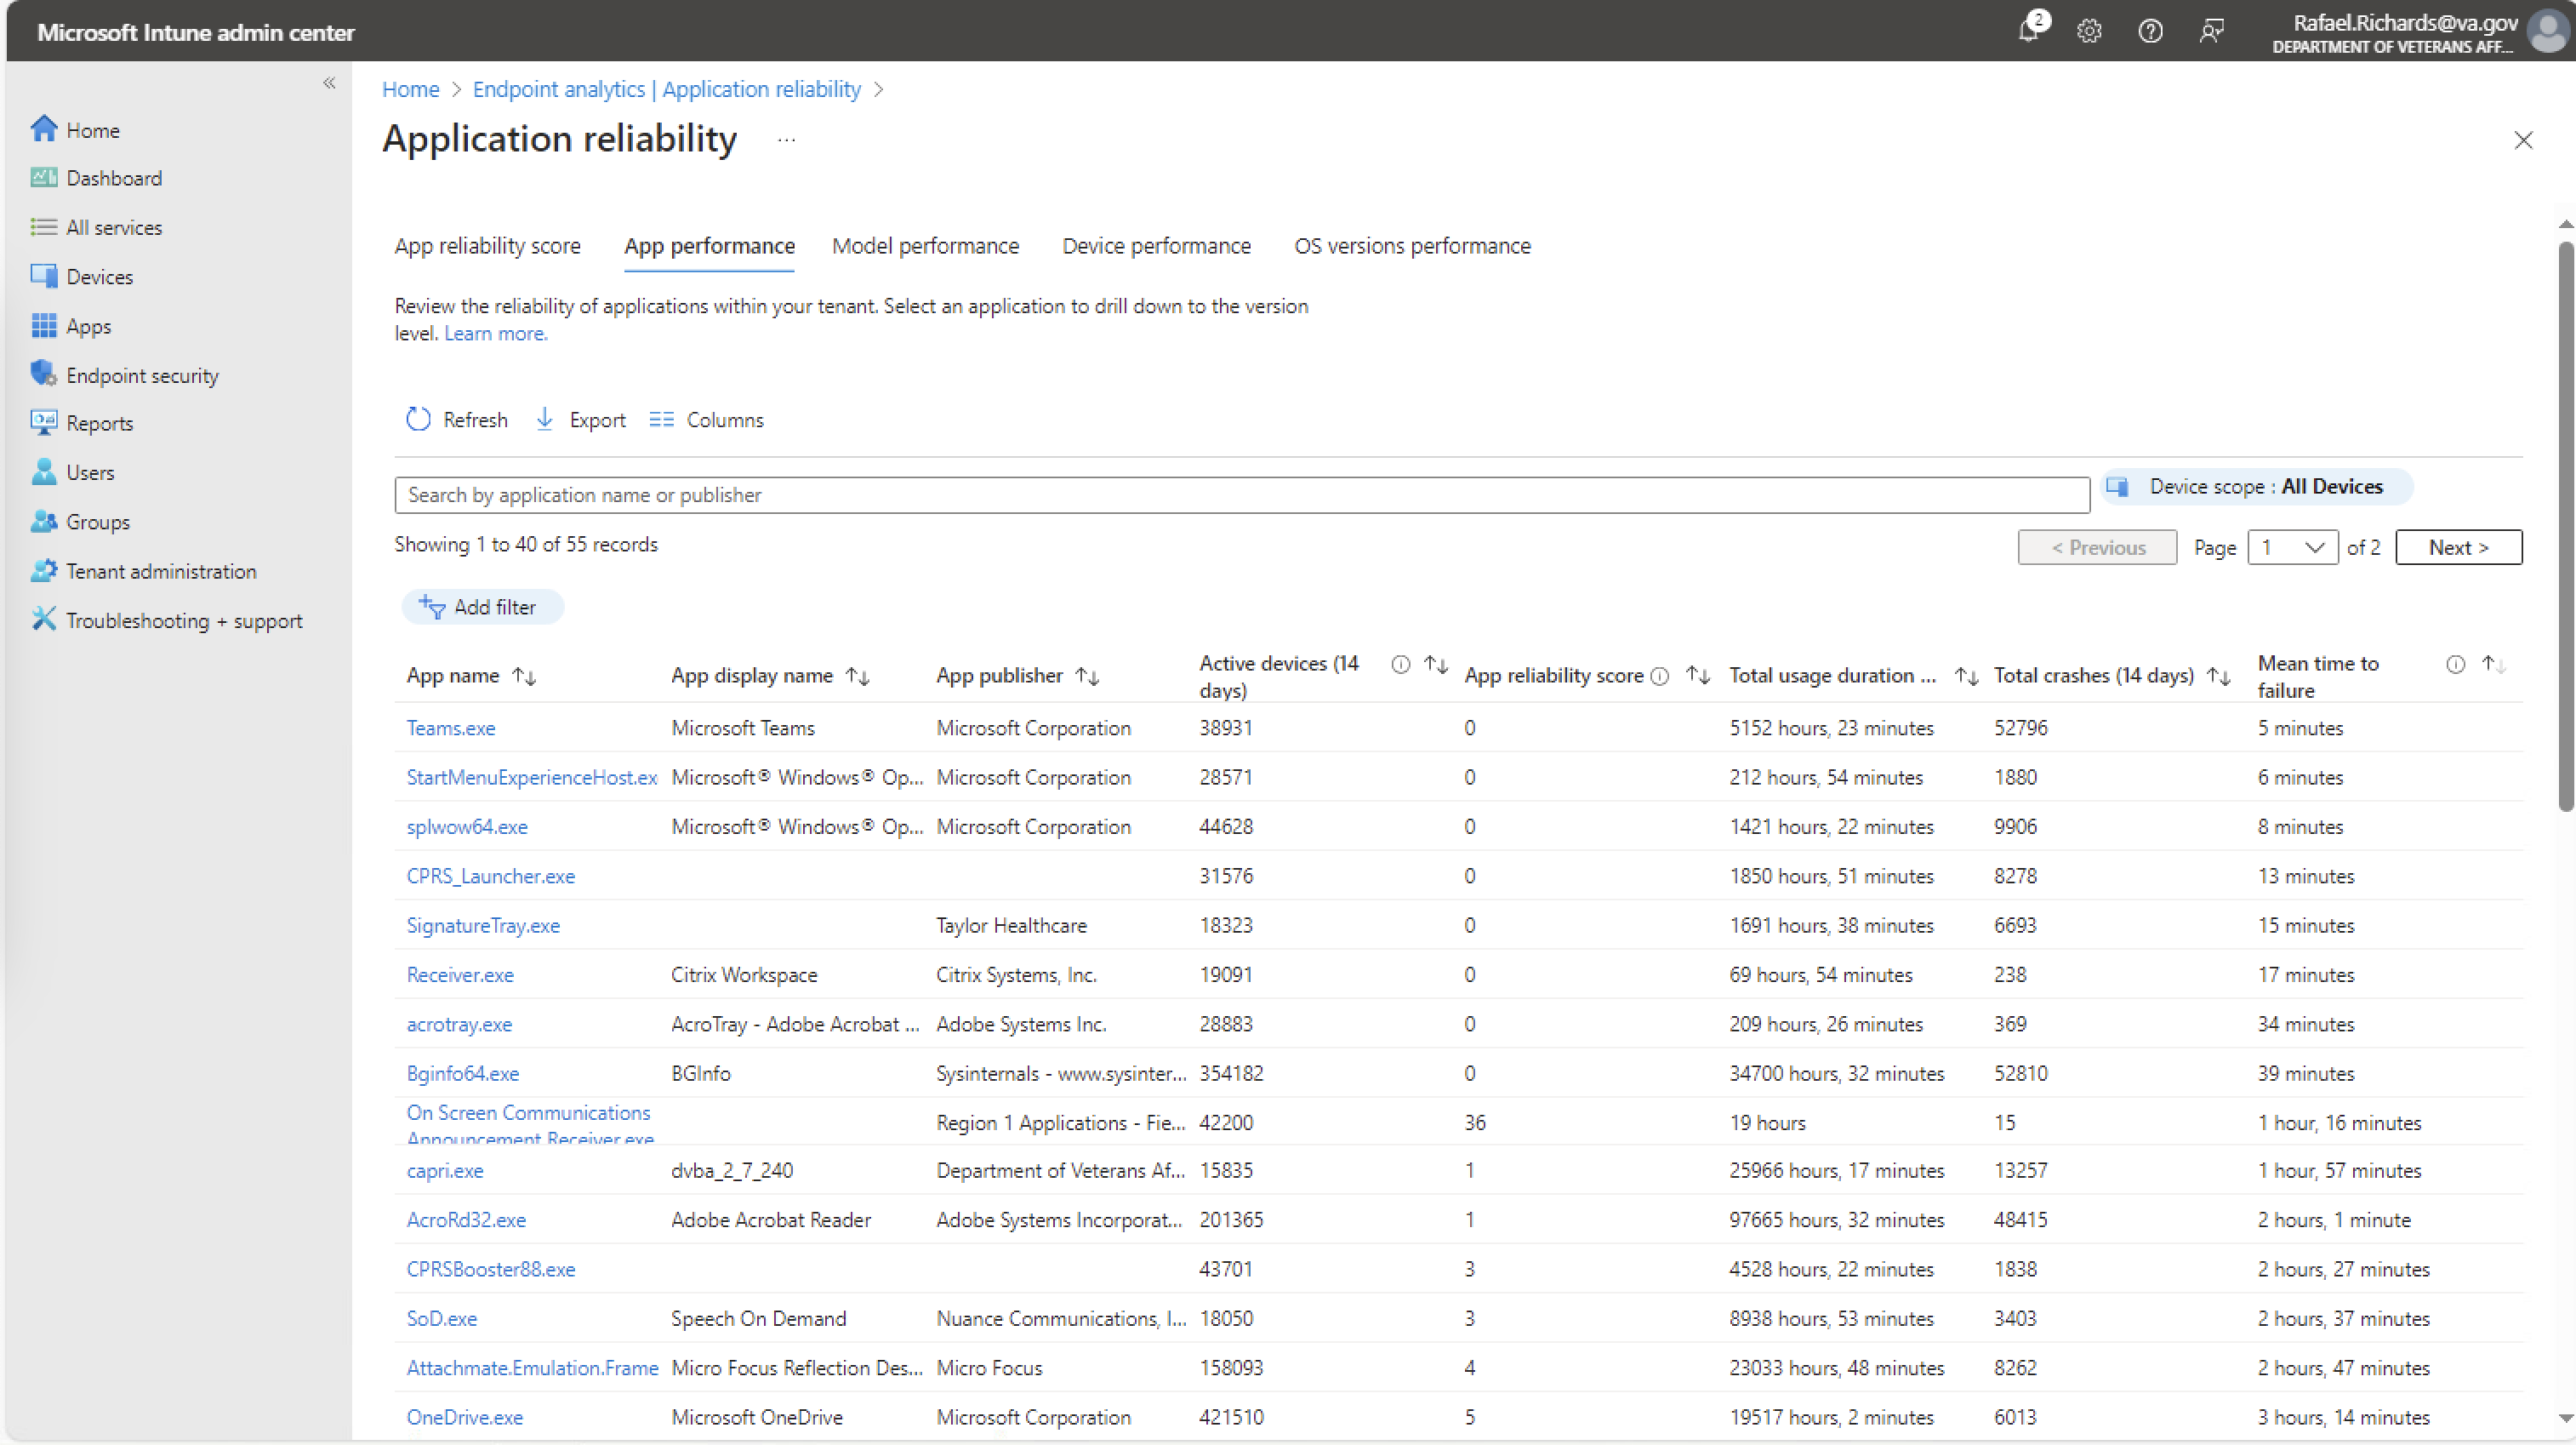 Microsoft Intune admin center
2
Rafael.Richards@va.gov
DEPARTMENT OF VETERANS AFF...
«
Home
Dashboard
All services
Devices
Apps
Endpoint security
Reports
Users
Groups
Tenant administration
Troubleshooting + support
Home > Endpoint analytics | Application reliability >
Application reliability ...
App reliability score App performance Model performance Device performance OS versions performance
Review the reliability of applications within your tenant. Select an application to drill down to the version
level. Learn more.
Refresh Export Columns
Search by application name or publisher
Device scope : All Devices
Showing 1 to 40 of 55 records
< Previous Page 1 of 2 Next >
Add filter
App name App display name App publisher Active devices (14 days) App reliability score Total usage duration ... Total crashes (14 days) Mean time to failure
Teams.exe Microsoft Teams Microsoft Corporation 38931 0 5152 hours, 23 minutes 52796 5 minutes
StartMenuExperienceHost.ex Microsoft® Windows® Op... Microsoft Corporation 28571 0 212 hours, 54 minutes 1880 6 minutes
splwow64.exe Microsoft® Windows® Op... Microsoft Corporation 44628 0 1421 hours, 22 minutes 9906 8 minutes
CPRS_Launcher.exe 31576 0 1850 hours, 51 minutes 8278 13 minutes
SignatureTray.exe Taylor Healthcare 18323 0 1691 hours, 38 minutes 6693 15 minutes
Receiver.exe Citrix Workspace Citrix Systems, Inc. 19091 0 69 hours, 54 minutes 238 17 minutes
acrotray.exe AcroTray - Adobe Acrobat ... Adobe Systems Inc. 28883 0 209 hours, 26 minutes 369 34 minutes
Bginfo64.exe BGInfo Sysinternals - www.sysinter... 354182 0 34700 hours, 32 minutes 52810 39 minutes
On Screen Communications
Announcement Receiver.exe Region 1 Applications - Fie... 42200 36 19 hours 15 1 hour, 16 minutes
capri.exe dvba_2_7_240 Department of Veterans Af... 15835 1 25966 hours, 17 minutes 13257 1 hour, 57 minutes
AcroRd32.exe Adobe Acrobat Reader Adobe Systems Incorporat... 201365 1 97665 hours, 32 minutes 48415 2 hours, 1 minute
CPRSBooster88.exe 43701 3 4528 hours, 22 minutes 1838 2 hours, 27 minutes
SoD.exe Speech On Demand Nuance Communications, I... 18050 3 8938 hours, 53 minutes 3403 2 hours, 37 minutes
Attachmate.Emulation.Frame Micro Focus Reflection Des... Micro Focus 158093 4 23033 hours, 48 minutes 8262 2 hours, 47 minutes
OneDrive.exe Microsoft OneDrive Microsoft Corporation 421510 5 19517 hours, 2 minutes 6013 3 hours, 14 minutes